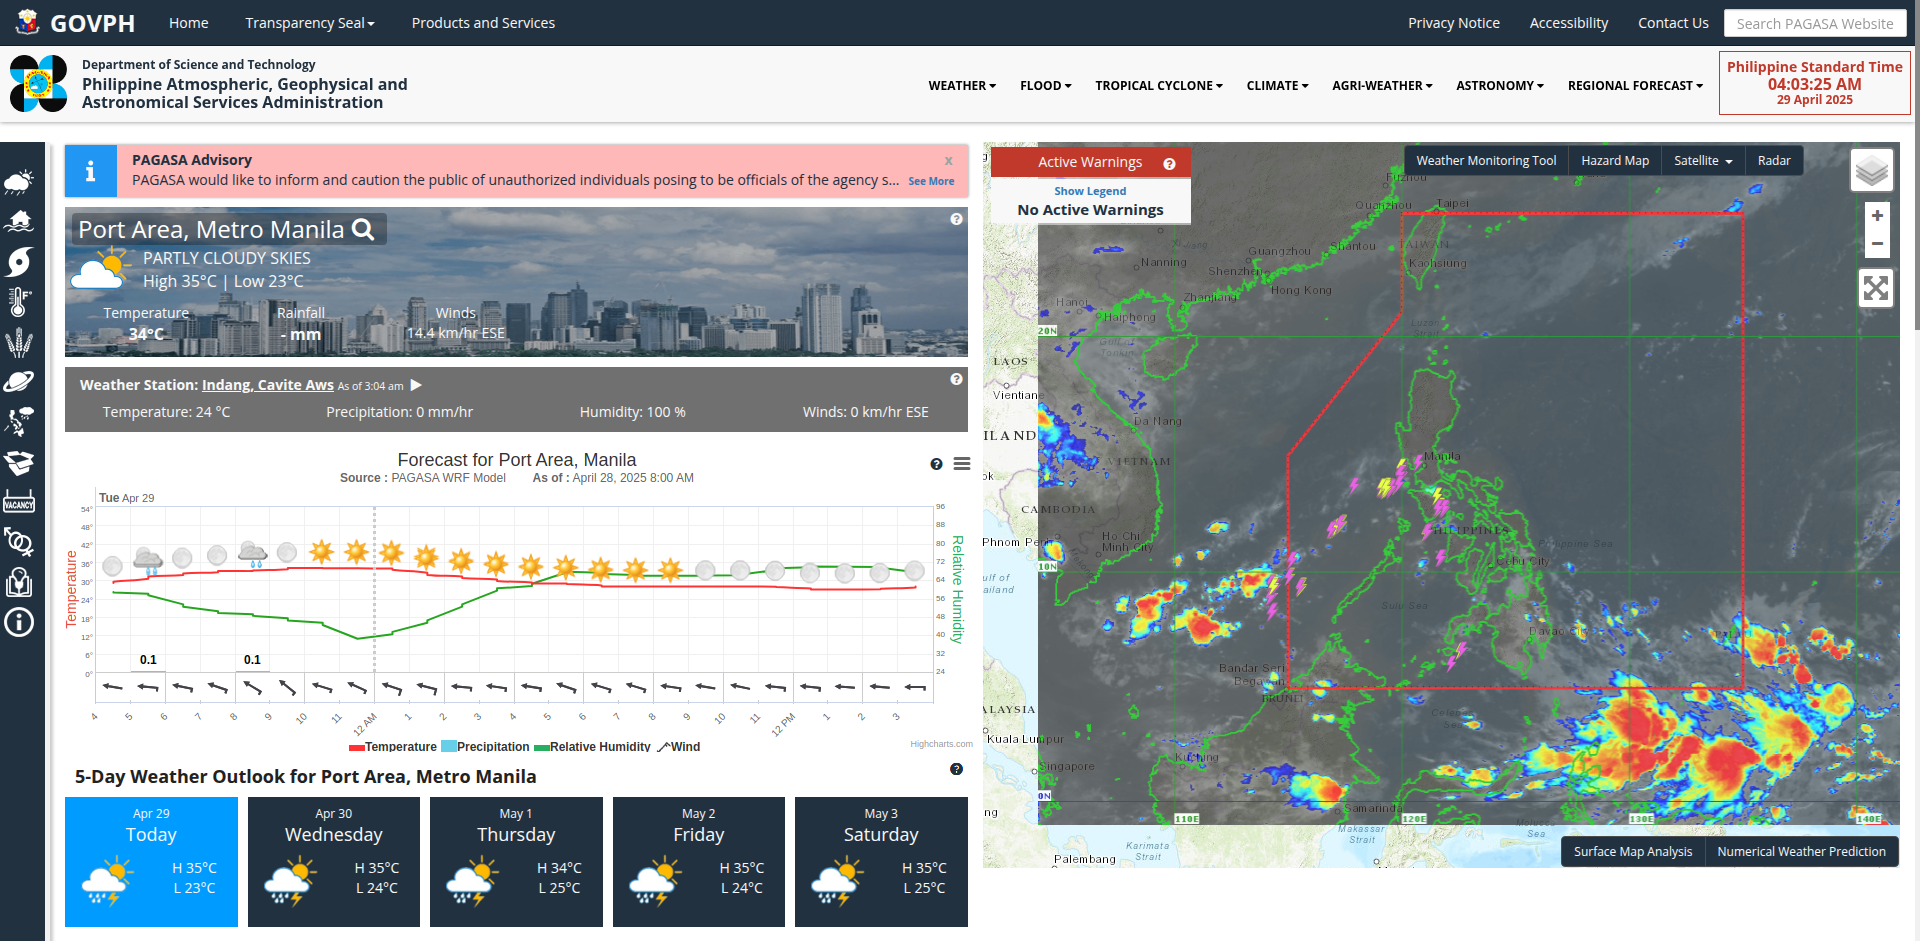 GOVPH
Home
Transparency Seal
Products and Services
Privacy Notice
Accessibility
Contact Us
Search PAGASA Website
Department of Science and Technology
Philippine Atmospheric, Geophysical and
Astronomical Services Administration
WEATHER
FLOOD
TROPICAL CYCLONE
CLIMATE
AGRI-WEATHER
ASTRONOMY
REGIONAL FORECAST
Philippine Standard Time
04:03:25 AM
29 April 2025
VACANCY
PAGASA Advisory
x
PAGASA would like to inform and caution the public of unauthorized individuals posing to be officials of the agency s... See More
Port Area, Metro Manila
PARTLY CLOUDY SKIES
High 35°C | Low 23°C
Temperature
34°C
Rainfall
- mm
Winds
14.4 km/hr ESE
Weather Station: Indang, Cavite Aws As of 3:04 am
Temperature: 24 °C
Precipitation: 0 mm/hr
Humidity: 100 %
Winds: 0 km/hr ESE
Forecast for Port Area, Manila
Source : PAGASA WRF Model As of : April 28, 2025 8:00 AM
Tue Apr 29
Temperature
54°
48°
42°
36°
30°
24°
18°
12°
6°
0°
0.1
0.1
96
88
80
72
64
56
48
40
32
24
Relative Humidity
4 5 6 7 8 9 10 11 12 AM 1 2 3 4 5 6 7 8 9 10 11 12 PM 1 2 3
Temperature Precipitation Relative Humidity Wind
Highcharts.com
5-Day Weather Outlook for Port Area, Metro Manila
Apr 29
Today
H 35°C
L 23°C
Apr 30
Wednesday
H 35°C
L 24°C
May 1
Thursday
H 34°C
L 25°C
May 2
Friday
H 35°C
L 24°C
May 3
Saturday
H 35°C
L 25°C
Active Warnings
Show Legend
No Active Warnings
Weather Monitoring Tool
Hazard Map
Satellite
Radar
+
−
Fuzhou
Quanzhou
Taipei
TAIWAN
Kaohsiung
Guangzhou
Shantou
Shenzhen
Nanning
Hong Kong
Zhanjiang
Hanoi
Haiphong
Gulf of
Tonkin
Luzon
Strait
20N
LAOS
Vientiane
Da Nang
ILAND
VIETNAM
Manila
CAMBODIA
Phnom Penh
Ho Chi
Minh City
PHILIPPINES
Philippine Sea
Cebu City
10N
Sulu Sea
Davao City
PALAU
Bandar Seri
Begawan
BRUNEI
ALAYSIA
Kuala Lumpur
Celebes
Sea
Kuching
Singapore
0N
Samarinda
110E
120E
130E
140E
Makassar
Strait
Molucca
Sea
Karimata
Strait
Palembang
Surface Map Analysis
Numerical Weather Prediction